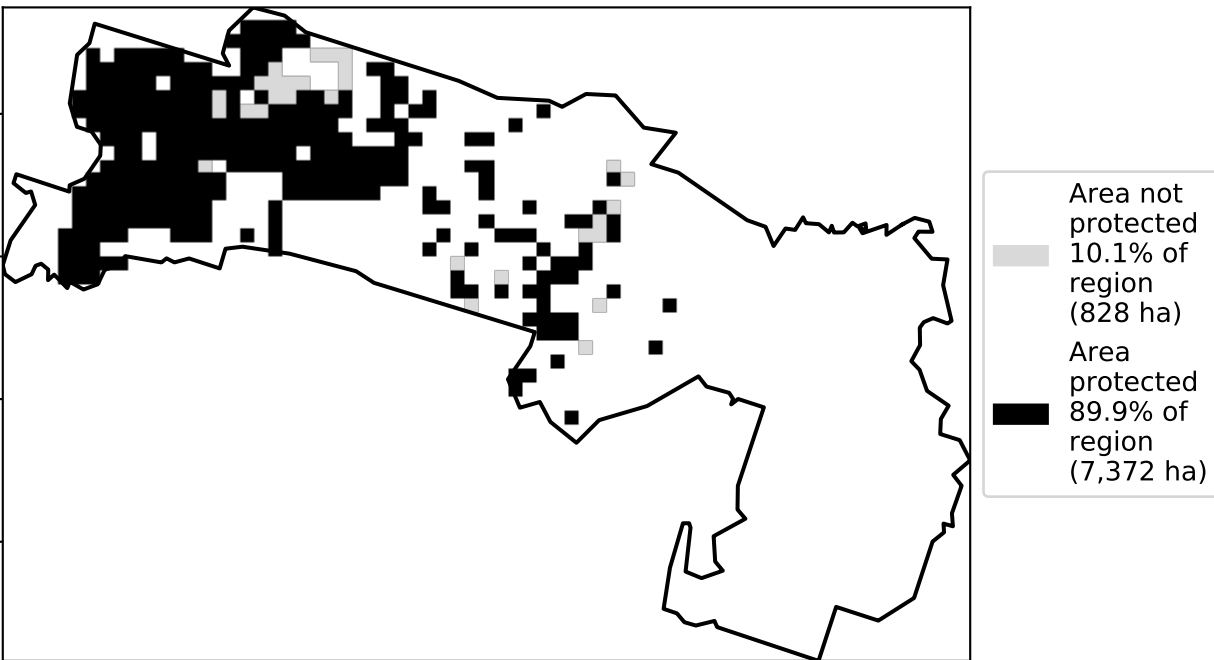 Area not
protected
10.1% of
region
(828 ha)
Area
protected
89.9% of
region
(7,372 ha)